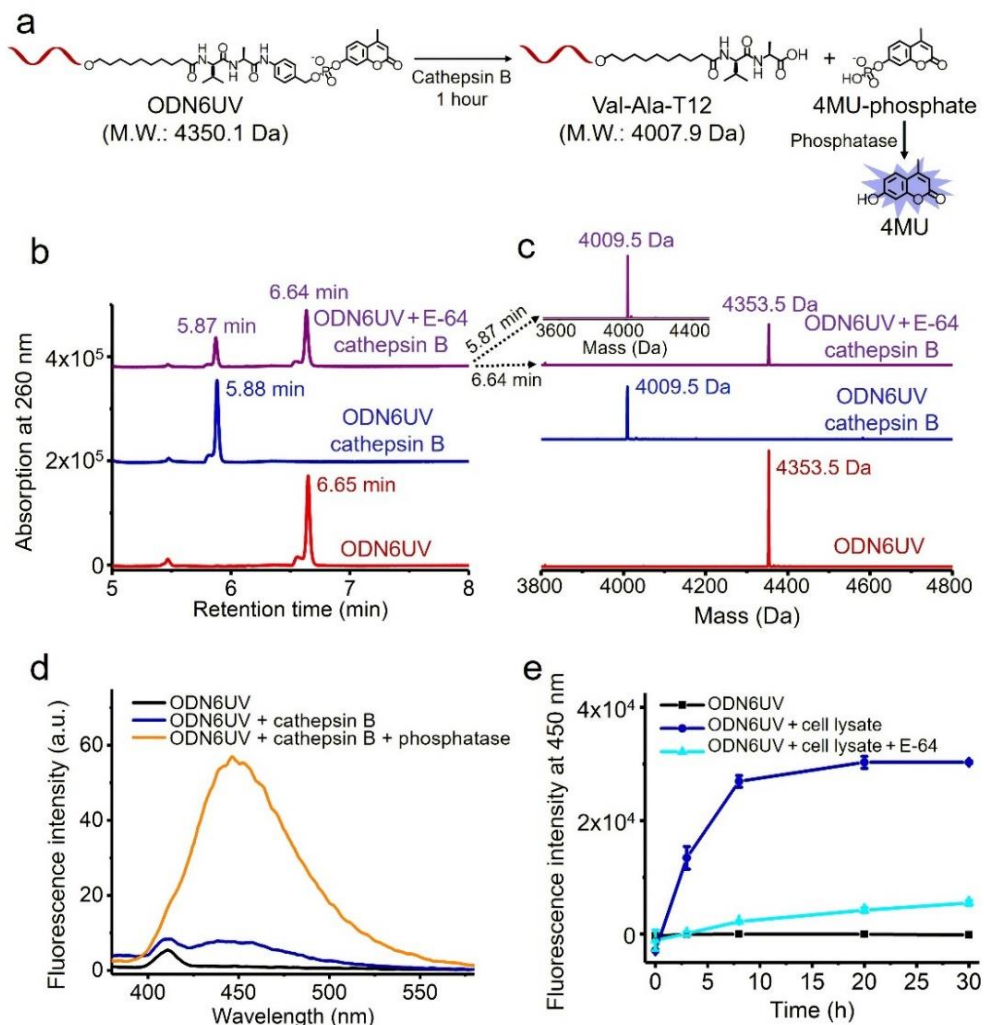 a
O
O
H
N
O
N
H
O
H
N
O
P
O⁻
O
O
O
O
Cathepsin B
1 hour
O
O
H
N
O
N
H
O
OH
+
HO
P
O⁻
O
O
O
O
ODN6UV
(M.W.: 4350.1 Da)
Val-Ala-T12
(M.W.: 4007.9 Da)
4MU-phosphate
Phosphatase
HO
O
O
4MU
b
Absorption at 260 nm
4x10⁵
2x10⁵
0
5.87 min
6.64 min
ODN6UV + E-64
cathepsin B
5.88 min
ODN6UV
cathepsin B
6.65 min
ODN6UV
5
6
7
8
Retention time (min)
5.87 min
6.64 min
c
4009.5 Da
3600
4000
4400
Mass (Da)
4353.5 Da
ODN6UV + E-64
cathepsin B
4009.5 Da
ODN6UV
cathepsin B
4353.5 Da
ODN6UV
3800
4000
4200
4400
4600
4800
Mass (Da)
d
Fluorescence intensity (a.u.)
60
40
20
0
ODN6UV
ODN6UV + cathepsin B
ODN6UV + cathepsin B + phosphatase
400
450
500
550
Wavelength (nm)
e
Fluorescence intensity at 450 nm
4x10⁴
2x10⁴
0
ODN6UV
ODN6UV + cell lysate
ODN6UV + cell lysate + E-64
0
5
10
15
20
25
30
Time (h)